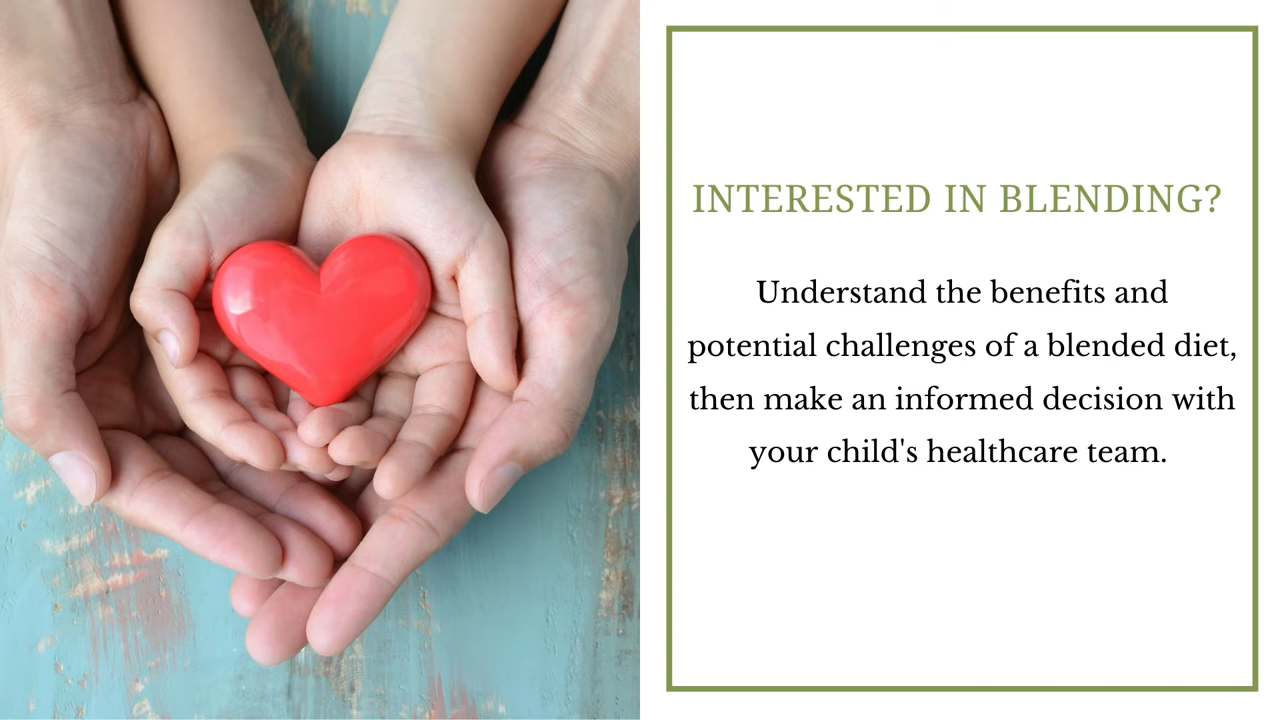 INTERESTED IN BLENDING?
Understand the benefits and
potential challenges of a blended diet,
then make an informed decision with
your child's healthcare team.